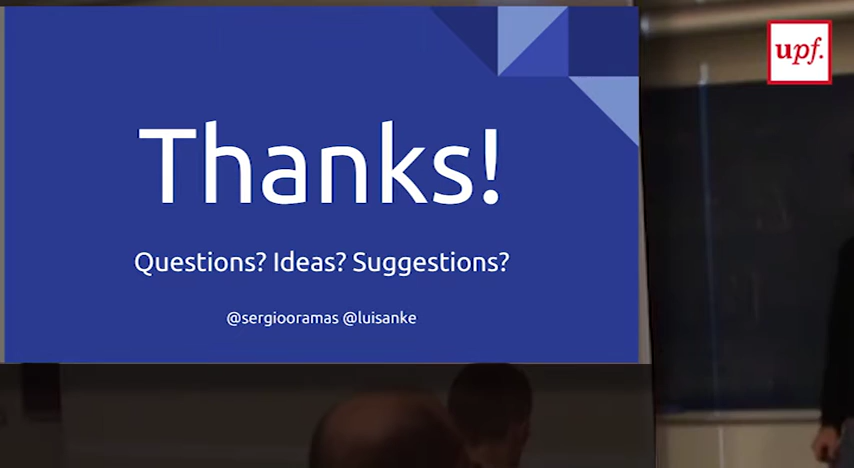 upf.
Thanks!
Questions? Ideas? Suggestions?
@sergiooramas @luisanke